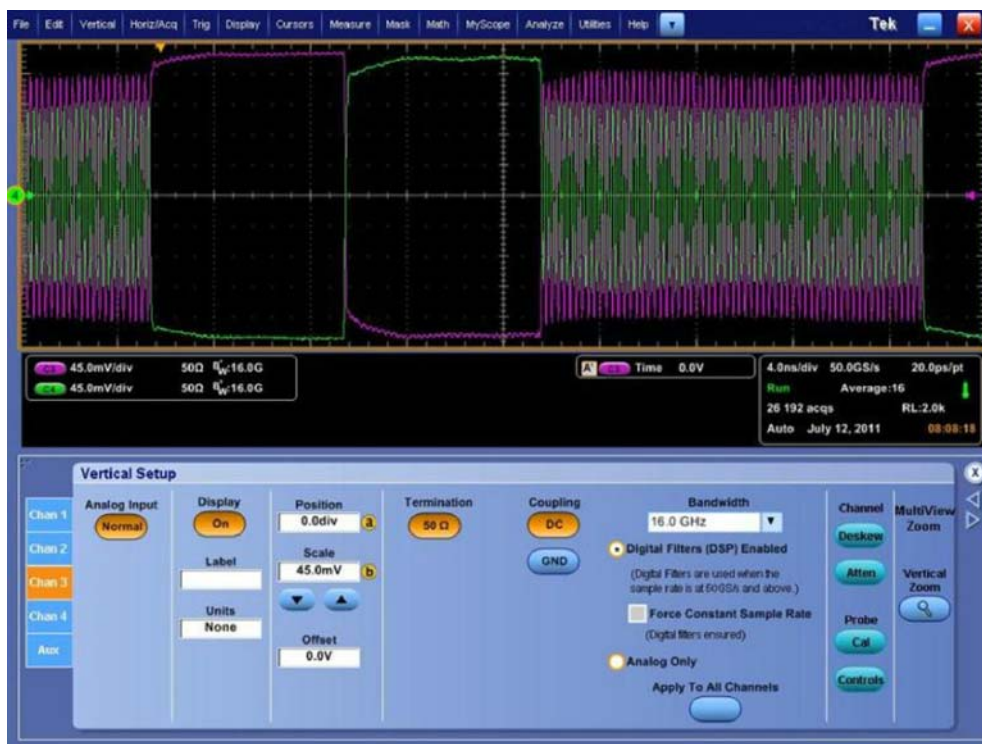 File Edit Vertical Horiz/Acq Trig Display Cursors Measure Mask Math MyScope Analyze Utilities Help Tek X
4
C3 45.0mV/div 50Ω BW:16.0G
C4 45.0mV/div 50Ω BW:16.0G
A' C3 Time 0.0V
4.0ns/div 50.0GS/s 20.0ps/pt
Run Average:16
26 192 acqs RL:2.0k
Auto July 12, 2011 08:08:18
Vertical Setup X
Chan 1
Chan 2
Chan 3
Chan 4
Aux
Analog Input
Normal
Display
On
Label
Units
None
Position
0.0div a
Scale
45.0mV b
Offset
0.0V
Termination
50 Ω
Coupling
DC
GND
Bandwidth
16.0 GHz
Digital Filters (DSP) Enabled
(Digital Filters are used when the
sample rate is at 50GS/s and above.)
Force Constant Sample Rate
(Digital filters ensured)
Analog Only
Apply To All Channels
Channel
Deskew
Atten
Probe
Cal
Controls
MultiView
Zoom
Vertical
Zoom